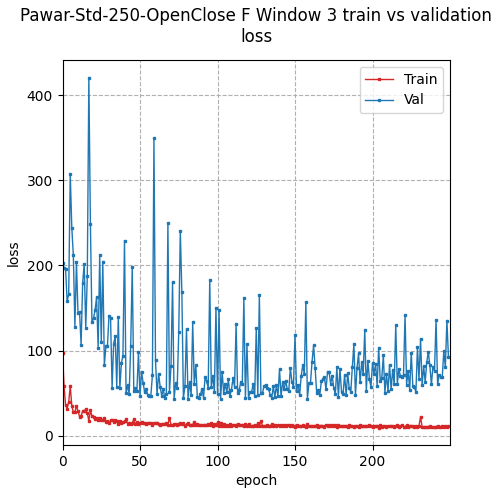 Pawar-Std-250-OpenClose F Window 3 train vs validation
loss
Train
Val
400
300
200
100
0
loss
0
50
100
150
200
epoch